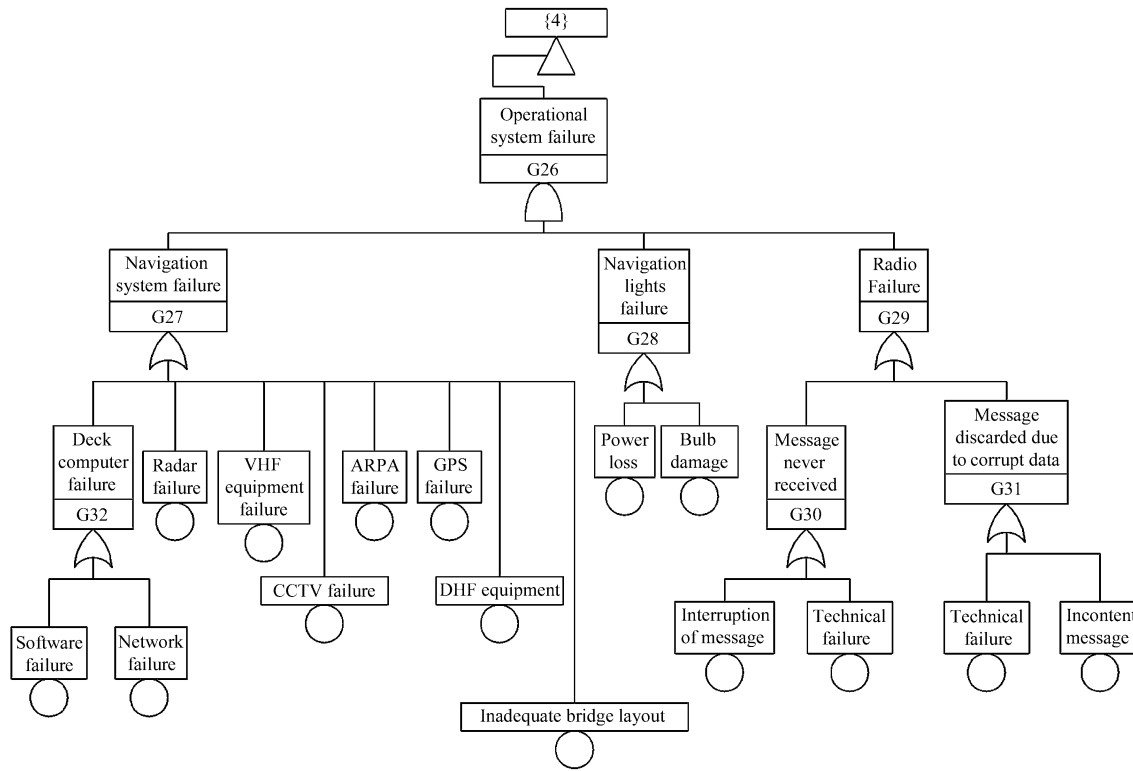 {4}
Operational
system failure
G26
Navigation
system failure
G27
Navigation
lights
failure
G28
Radio
Failure
G29
Deck
computer
failure
G32
Radar
failure
VHF
equipment
failure
ARPA
failure
GPS
failure
Power
loss
Bulb
damage
Message
never
received
G30
Message
discarded due
to corrupt data
G31
CCTV failure
DHF equipment
Software
failure
Network
failure
Interruption
of message
Technical
failure
Technical
failure
Incontent
message
Inadequate bridge layout